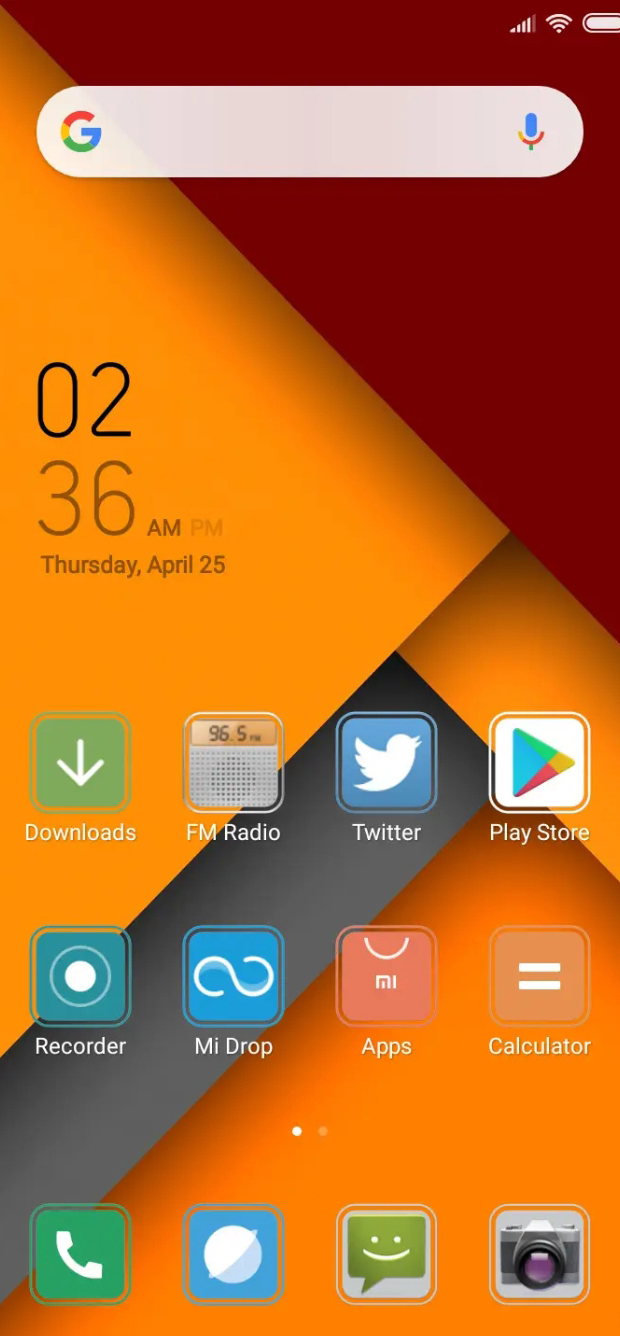 02
36 AM PM
Thursday, April 25
96.5 FM
Downloads FM Radio Twitter Play Store
mi
Recorder Mi Drop Apps Calculator